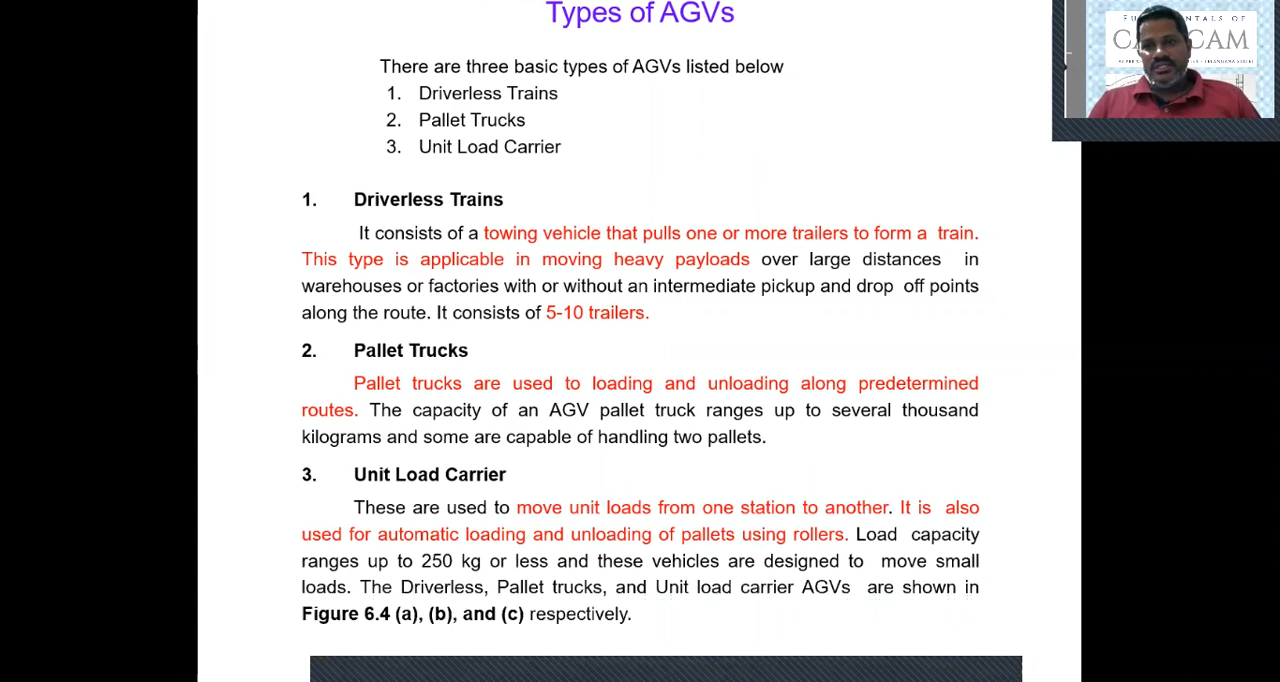 Types of AGVs
FUNDAMENTALS OF
CAD/CAM
There are three basic types of AGVs listed below
1. Driverless Trains
2. Pallet Trucks
3. Unit Load Carrier
1. Driverless Trains
It consists of a towing vehicle that pulls one or more trailers to form a train.
This type is applicable in moving heavy payloads over large distances in
warehouses or factories with or without an intermediate pickup and drop off points
along the route. It consists of 5-10 trailers.
2. Pallet Trucks
Pallet trucks are used to loading and unloading along predetermined
routes. The capacity of an AGV pallet truck ranges up to several thousand
kilograms and some are capable of handling two pallets.
3. Unit Load Carrier
These are used to move unit loads from one station to another. It is also
used for automatic loading and unloading of pallets using rollers. Load capacity
ranges up to 250 kg or less and these vehicles are designed to move small
loads. The Driverless, Pallet trucks, and Unit load carrier AGVs are shown in
Figure 6.4 (a), (b), and (c) respectively.